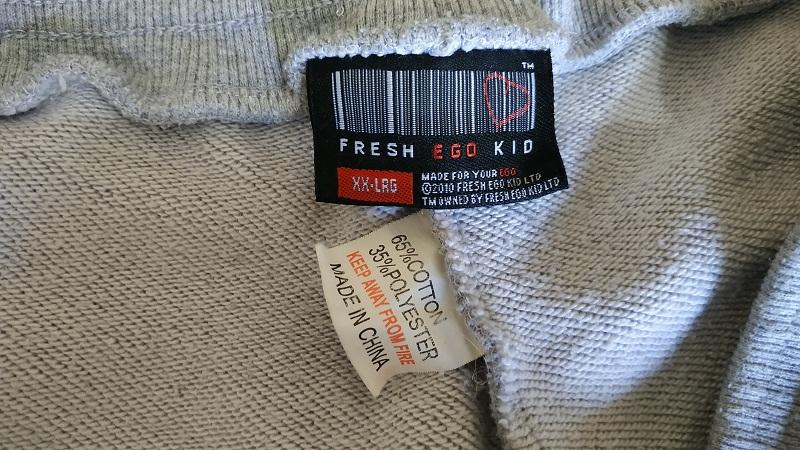 TM
FRESH EGO KID
XX-LRG
MADE FOR YOUR EGO
©2010 FRESH EGO KID LTD
TM OWNED BY FRESH EGO KID LTD
65%COTTON
35%POLYESTER
KEEP AWAY FROM FIRE
MADE IN CHINA